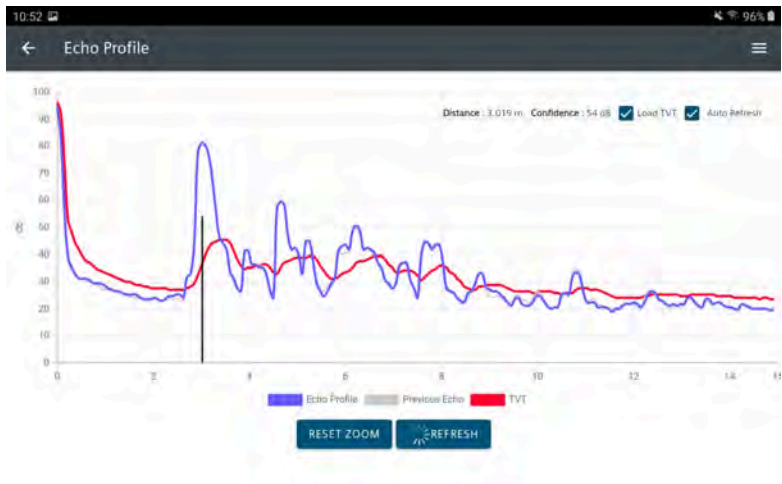 10:52 96%
Echo Profile
Distance : 3.019 m Confidence : 54 dB Load TVT Auto Refresh
100
90
80
70
60
50
40
30
20
10
0
0 2 4 6 8 10 12 14 15
Echo Profile Previous Echo TVT
RESET ZOOM REFRESH